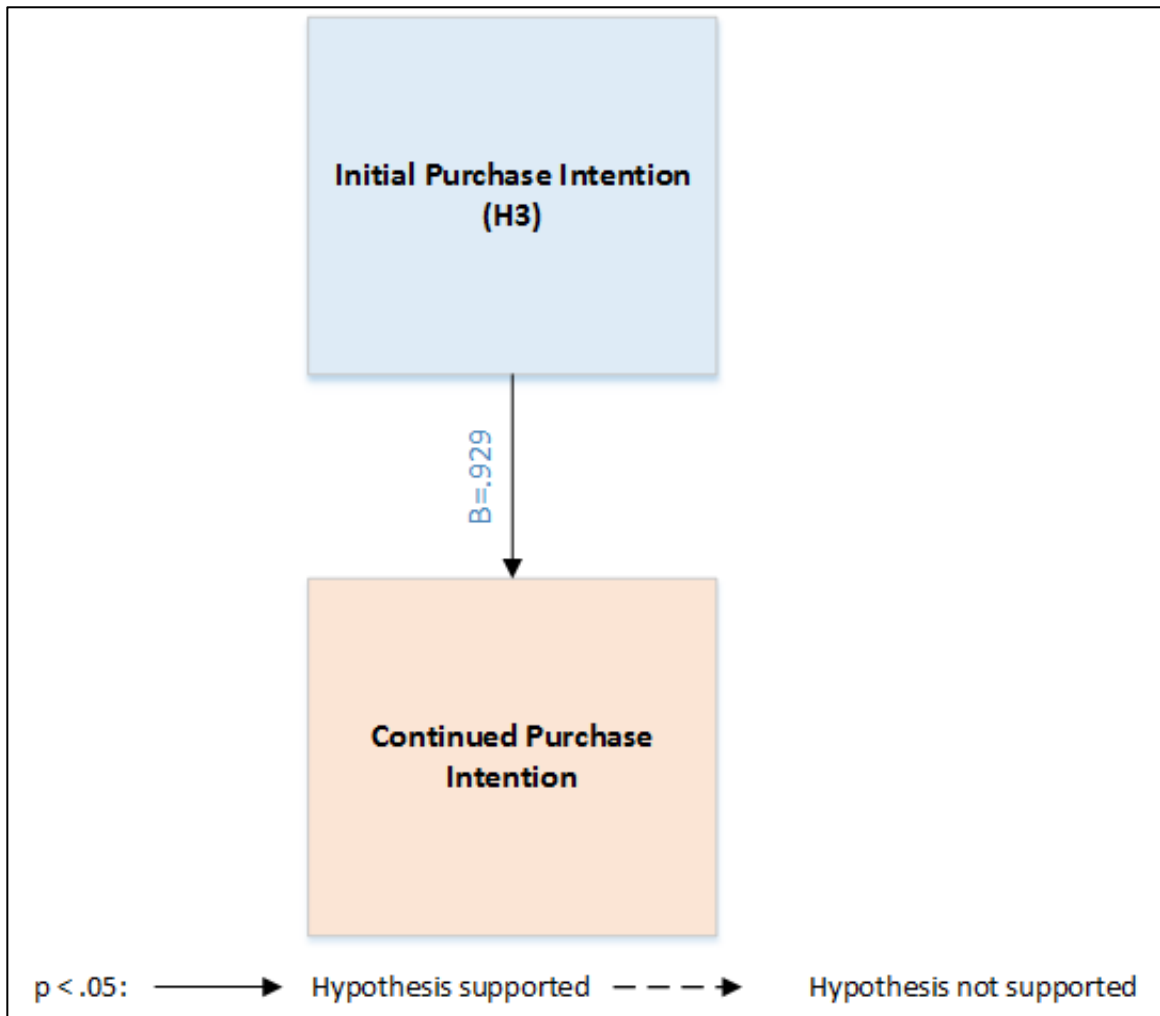 Initial Purchase Intention
(H3)
B=.929
Continued Purchase
Intention
p < .05: Hypothesis supported Hypothesis not supported